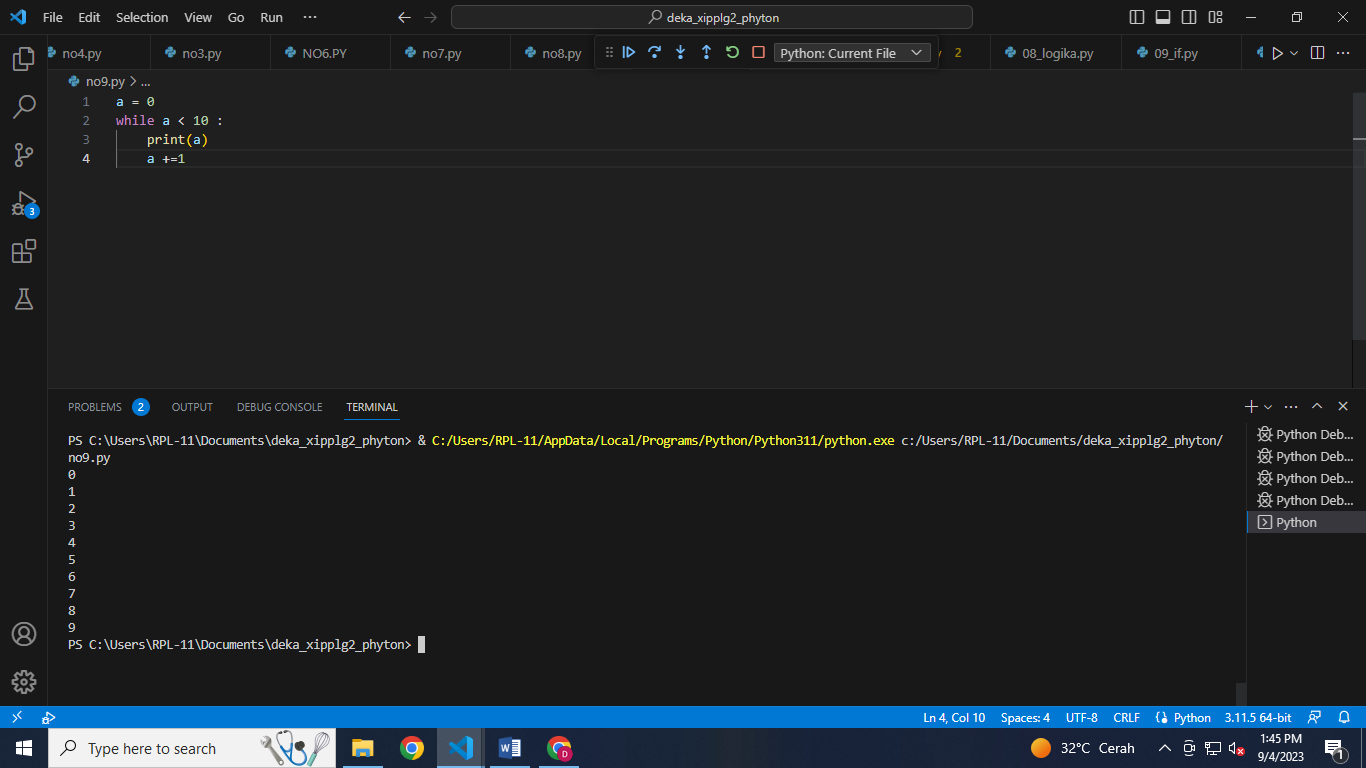 File Edit Selection View Go Run ··· deka_xipplg2_phyton
no4.py no3.py NO6.PY no7.py no8.py Python: Current File 2 08_logika.py 09_if.py
no9.py > ...
1 a = 0
2 while a < 10 :
3 print(a)
4 a +=1
PROBLEMS 2 OUTPUT DEBUG CONSOLE TERMINAL
PS C:\Users\RPL-11\Documents\deka_xipplg2_phyton> & C:/Users/RPL-11/AppData/Local/Programs/Python/Python311/python.exe c:/Users/RPL-11/Documents/deka_xipplg2_phyton/
no9.py
0
1
2
3
4
5
6
7
8
9
PS C:\Users\RPL-11\Documents\deka_xipplg2_phyton>
Python Deb...
Python Deb...
Python Deb...
Python Deb...
Python
3
Ln 4, Col 10 Spaces: 4 UTF-8 CRLF Python 3.11.5 64-bit
Type here to search D 32°C Cerah 1:45 PM
9/4/2023
1